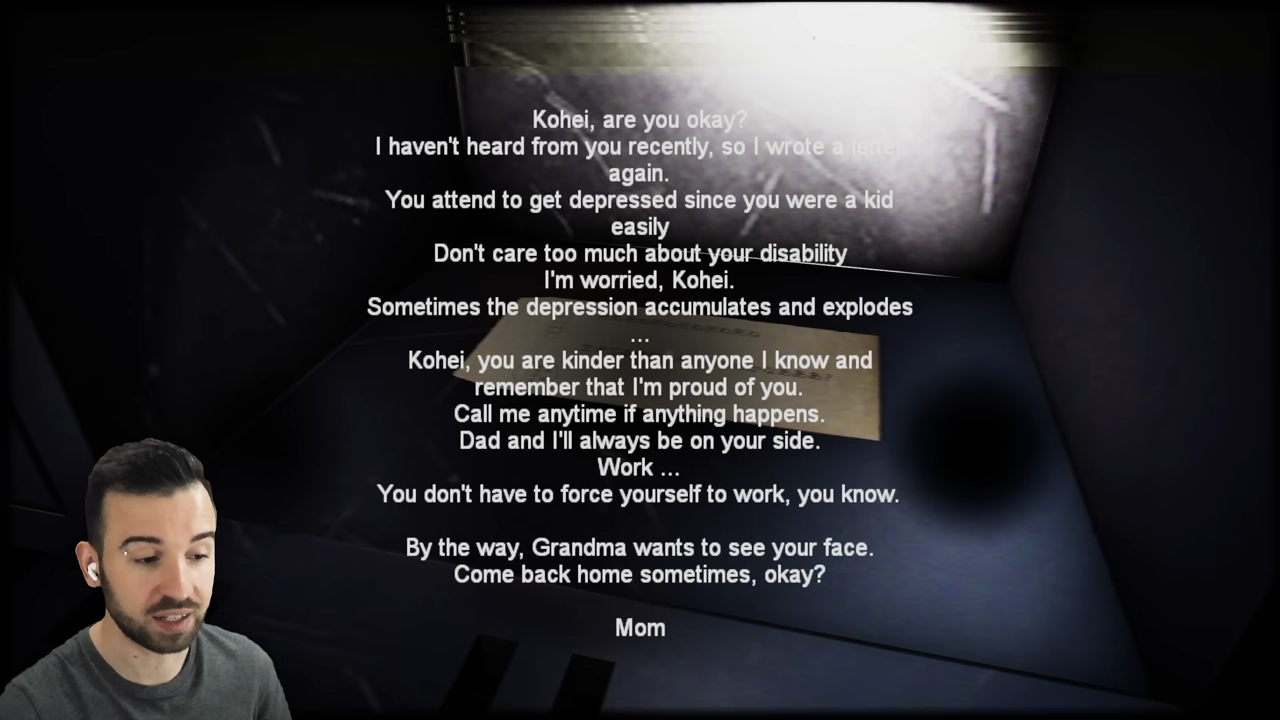 Kohei, are you okay?
I haven't heard from you recently, so I wrote a letter
again.
You attend to get depressed since you were a kid
easily
Don't care too much about your disability
I'm worried, Kohei.
Sometimes the depression accumulates and explodes
...
Kohei, you are kinder than anyone I know and
remember that I'm proud of you.
Call me anytime if anything happens.
Dad and I'll always be on your side.
Work ...
You don't have to force yourself to work, you know.
By the way, Grandma wants to see your face.
Come back home sometimes, okay?
Mom